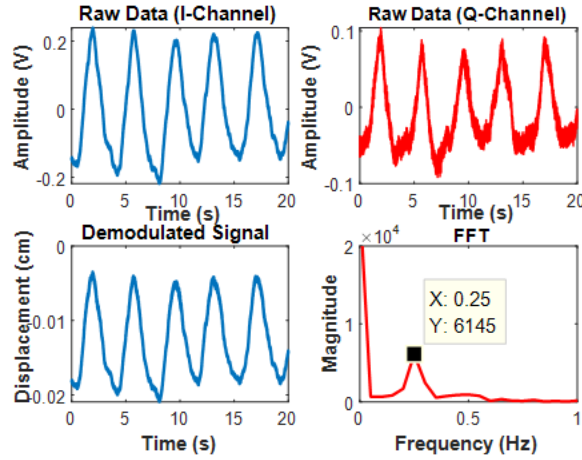 Raw Data (I-Channel)
Amplitude (V)
0.2
0
-0.2
0
5
10
15
20
Time (s)
Raw Data (Q-Channel)
Amplitude (V)
0.1
0
-0.1
0
5
10
15
20
Time (s)
Demodulated Signal
Displacement (cm)
0
-0.01
-0.02
0
5
10
15
20
Time (s)
FFT
× 10⁴
Magnitude
2
1
0
0
0.5
1
X: 0.25
Y: 6145
Frequency (Hz)